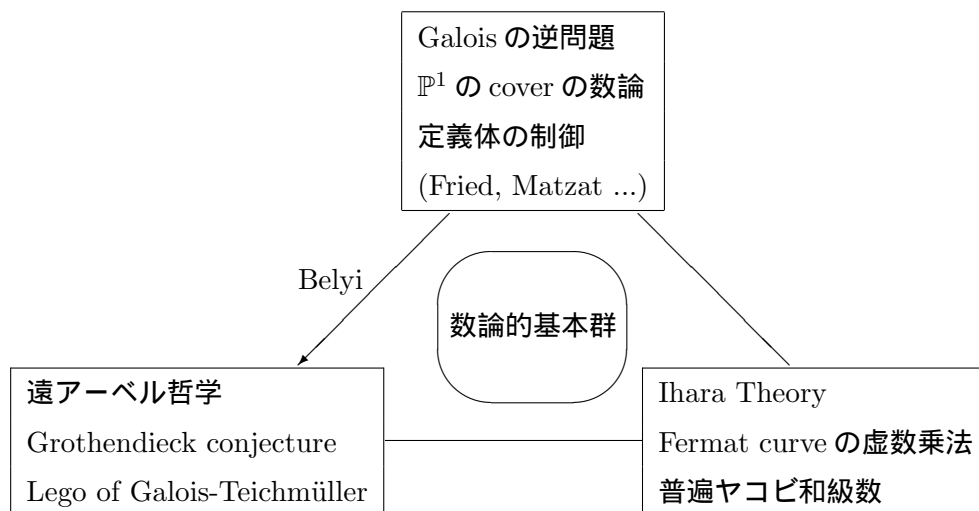 Galois の逆問題
ℙ¹ の cover の数論
定義体の制御
(Fried, Matzat ...)
Belyi
数論的基本群
遠アーベル哲学
Grothendieck conjecture
Lego of Galois-Teichmüller
Ihara Theory
Fermat curve の虚数乗法
普遍ヤコビ和級数